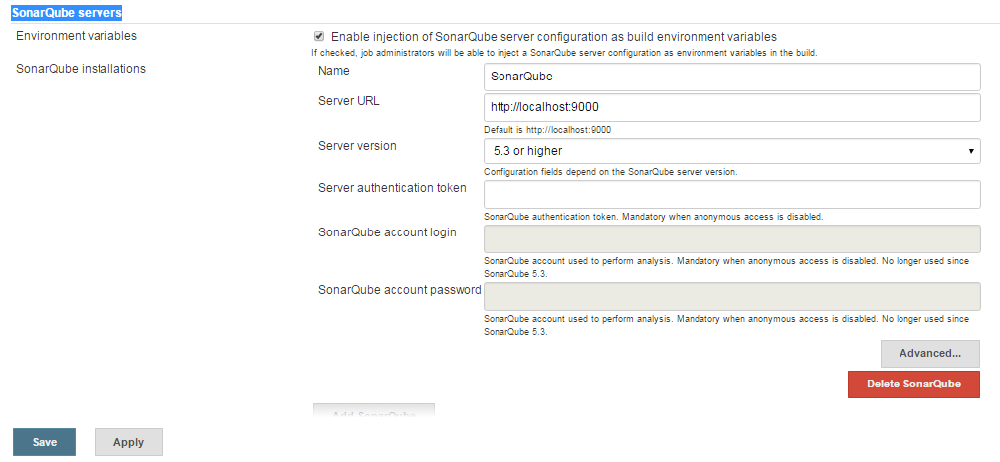 SonarQube servers
Environment variables
Enable injection of SonarQube server configuration as build environment variables
If checked, job administrators will be able to inject a SonarQube server configuration as environment variables in the build.
SonarQube installations
Name
SonarQube
Server URL
http://localhost:9000
Default is http://localhost:9000
Server version
5.3 or higher
Configuration fields depend on the SonarQube server version.
Server authentication token
SonarQube authentication token. Mandatory when anonymous access is disabled.
SonarQube account login
SonarQube account used to perform analysis. Mandatory when anonymous access is disabled. No longer used since
SonarQube 5.3.
SonarQube account password
SonarQube account used to perform analysis. Mandatory when anonymous access is disabled. No longer used since
SonarQube 5.3.
Advanced...
Delete SonarQube
Add SonarQube
Save
Apply